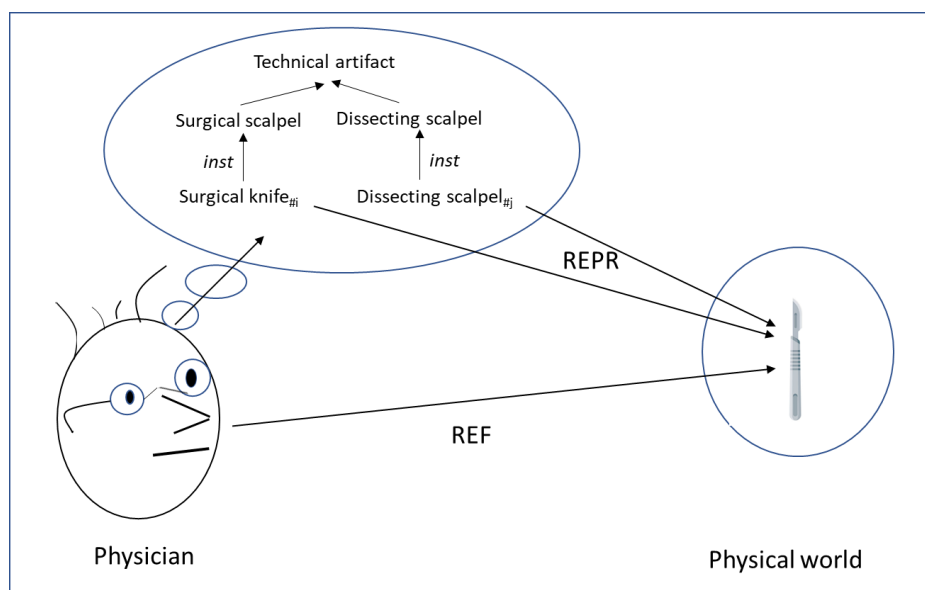 Technical artifact
Surgical scalpel
Dissecting scalpel
inst
inst
Surgical knife#i
Dissecting scalpel#j
REPR
REF
Physician
Physical world